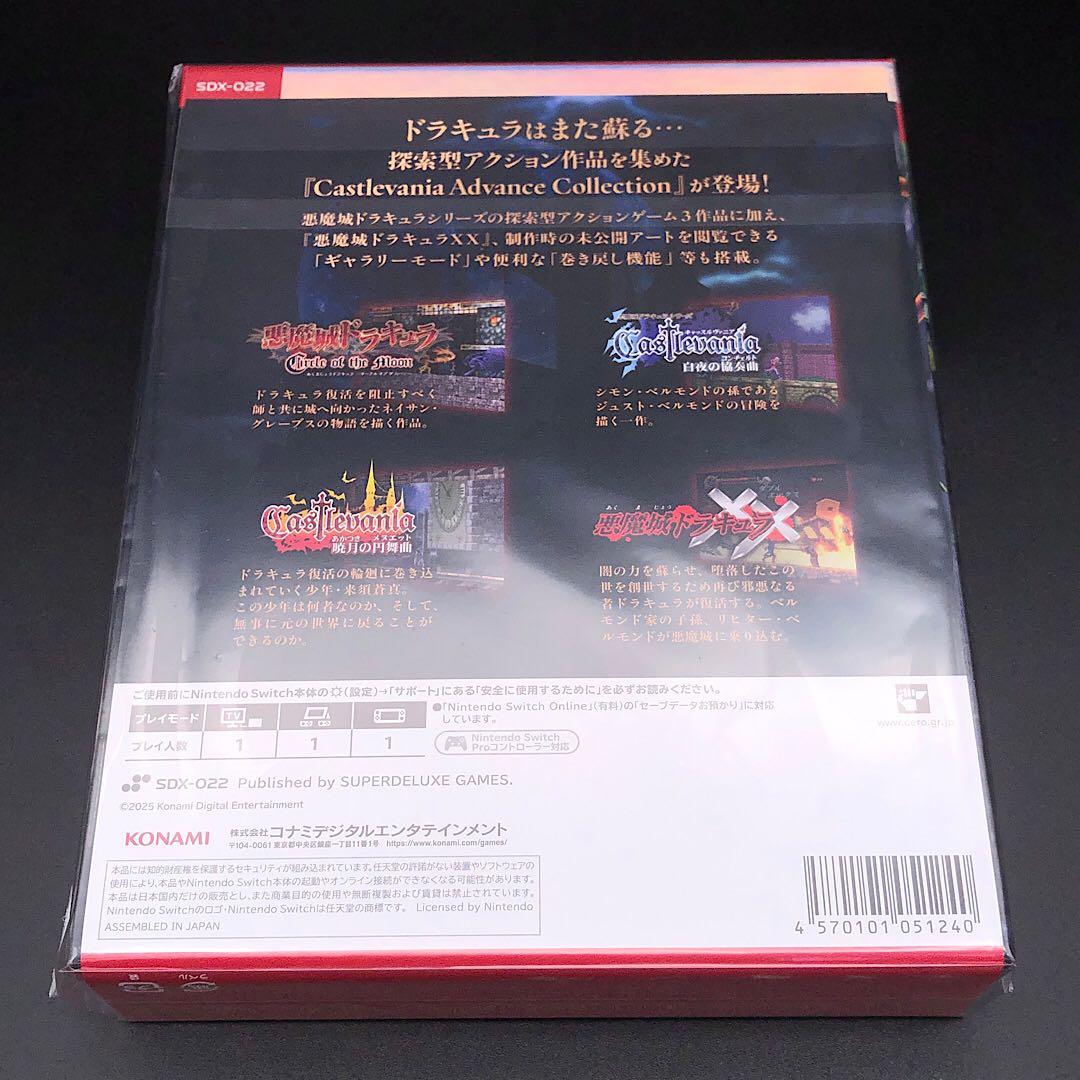 SDX-022
ドラキュラはまた蘇る…
探索型アクション作品を集めた
『Castlevania Advance Collection』が登場!
悪魔城ドラキュラシリーズの探索型アクションゲーム3作品に加え、
『悪魔城ドラキュラXX』、制作時の未公開アートを閲覧できる
「ギャラリーモード」や便利な「巻き戻し機能」等も搭載。
悪魔城ドラキュラ
Circle of the Moon
ドラキュラ復活を阻止すべく
師と共に城へ向かったネイサン・
グレーブスの物語を描く作品。
キャッスルヴァニア
Castlevania
コンチェルト
白夜の協奏曲
シモン・ベルモンドの孫である
ジュスト・ベルモンドの冒険を
描く一作。
Castlevania
あかつき メヌエット
暁月の円舞曲
ドラキュラ復活の輪廻に巻き込
まれていく少年・来須蒼真。
この少年は何者なのか、そして、
無事に元の世界に戻ることが
できるのか。
あくまじょう
悪魔城ドラキュラXX
闇の力を蘇らせ、堕落したこの
世を創世するため再び邪悪なる
者ドラキュラが復活する。ベル
モンド家の子孫、リヒター・ベ
ルモンドが悪魔城に乗り込む。
ご使用前にNintendo Switch本体の(設定)→「サポート」にある「安全に使用するために」を必ずお読みください。
プレイモード TV
プレイ人数 1 1 1
●「Nintendo Switch Online」(有料)の「セーブデータお預かり」に対応
しています。
Nintendo Switch
Proコントローラー対応
www.cero.gr.jp
SDX-022 Published by SUPERDELUXE GAMES.
©2025 Konami Digital Entertainment
KONAMI 株式会社コナミデジタルエンタテインメント
〒104-0061 東京都中央区銀座一丁目11番1号 https://www.konami.com/games/
本品には知的財産権を保護するセキュリティが組み込まれています。任天堂の許諾がない装置やソフトウェアの
使用により、本品やNintendo Switch本体の起動やオンライン接続ができなくなる可能性があります。
本品は日本国内だけの販売とし、また商業目的の使用や無断複製および賃貸は禁止されています。
Nintendo Switchのロゴ・Nintendo Switchは任天堂の商標です。 Licensed by Nintendo
ASSEMBLED IN JAPAN
4 570101 051240